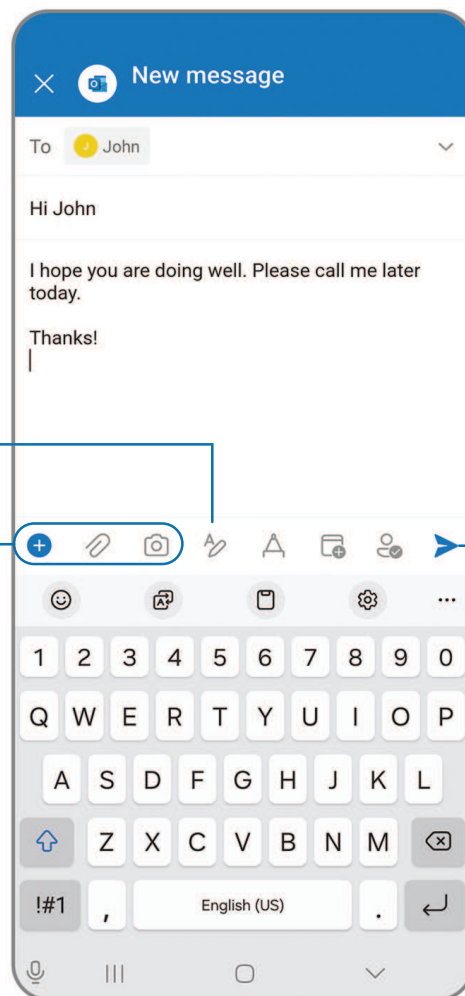 New message
To J John
Hi John
I hope you are doing well. Please call me later
today.
Thanks!
1 2 3 4 5 6 7 8 9 0
Q W E R T Y U I O P
A S D F G H J K L
Z X C V B N M
!#1 , English (US) .